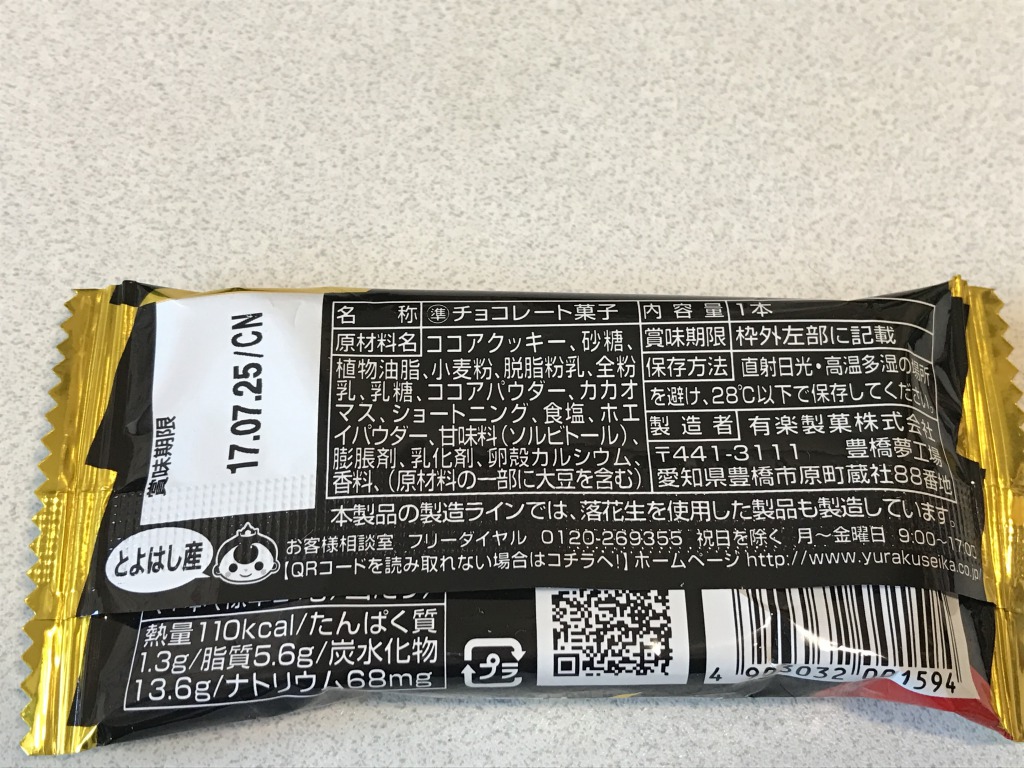 賞味期限
17.07.25/CN
名 称 ㊜チョコレート菓子
原材料名 ココアクッキー、砂糖、
植物油脂、小麦粉、脱脂粉乳、全粉
乳、乳糖、ココアパウダー、カカオ
マス、ショートニング、食塩、ホエ
イパウダー、甘味料(ソルビトール)、
膨脹剤、乳化剤、卵殻カルシウム、
香料、(原材料の一部に大豆を含む)
内容量 1本
賞味期限 枠外左部に記載
保存方法 直射日光・高温多湿の場所
を避け、28℃以下で保存してください。
製造者 有楽製菓株式会社
〒441-3111 豊橋夢工場
愛知県豊橋市原町蔵社88番地
本製品の製造ラインでは、落花生を使用した製品も製造しています。
とよはし産
お客様相談室 フリーダイヤル 0120-269355 祝日を除く 月～金曜日 9:00～17:00
【QRコードを読み取れない場合はコチラへ!】ホームページ http://www.yurakuseika.co.jp/
熱量110kcal/たんぱく質
1.3g/脂質5.6g/炭水化物
13.6g/ナトリウム68mg
プラ
4 903032 001594